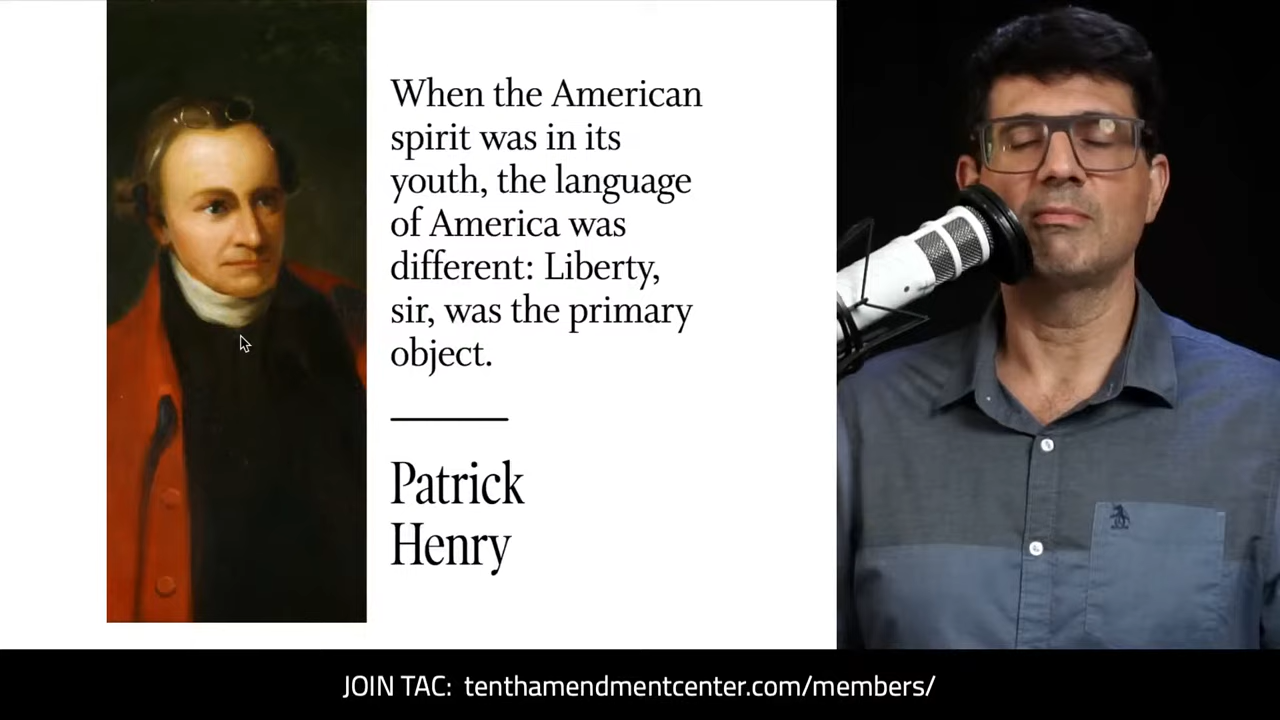 When the American
spirit was in its
youth, the language
of America was
different: Liberty,
sir, was the primary
object.
Patrick
Henry
JOIN TAC: tenthamendmentcenter.com/members/